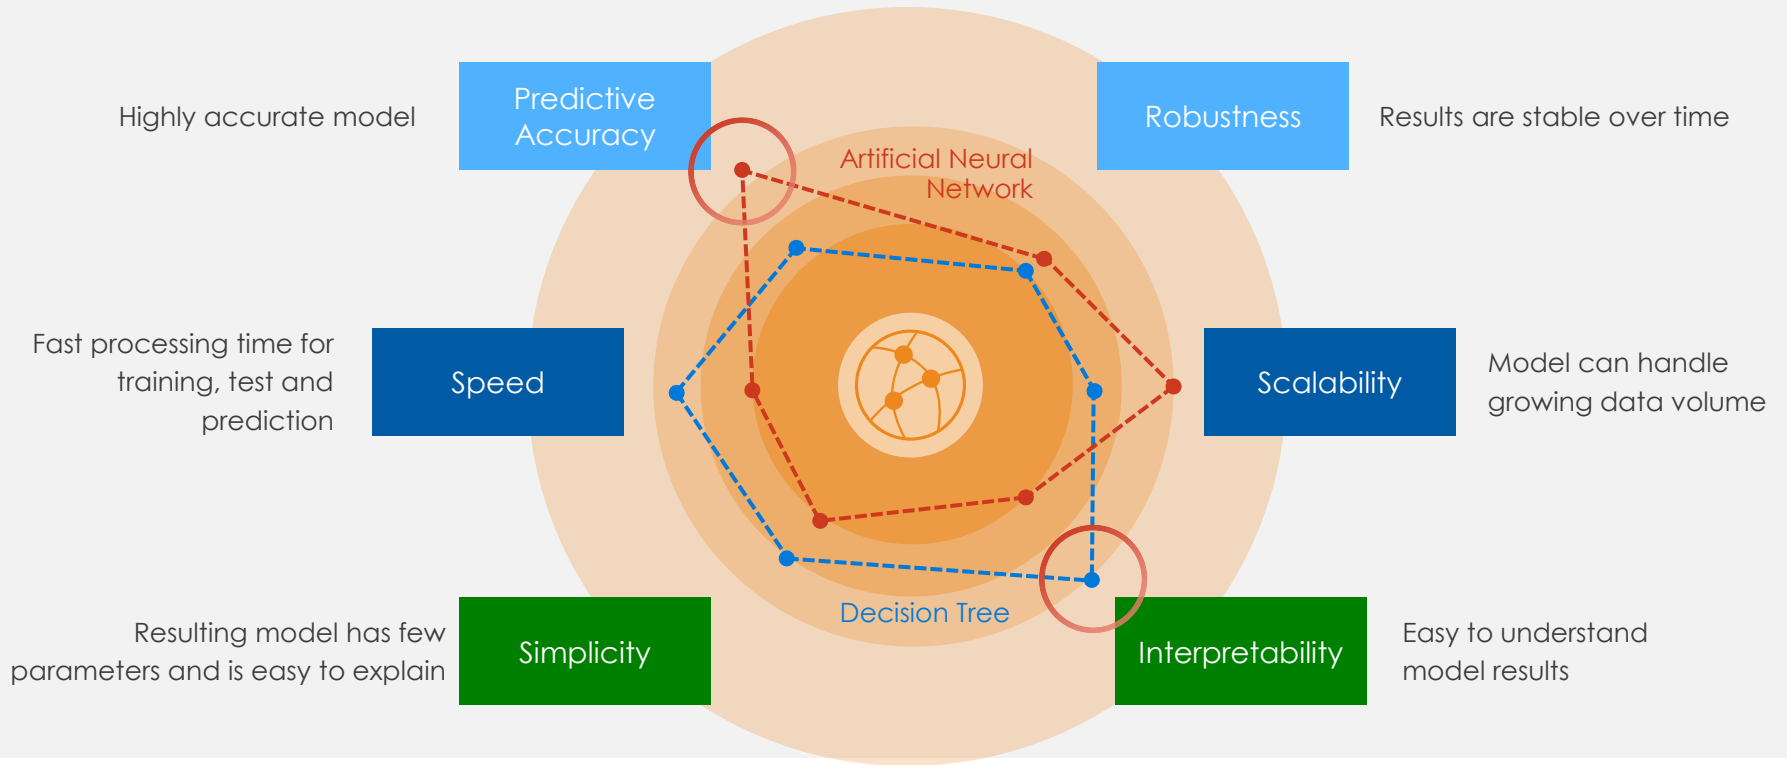 Highly accurate model
Predictive
Accuracy
Robustness
Results are stable over time
Artificial Neural
Network
Fast processing time for
training, test and
prediction
Speed
Scalability
Model can handle
growing data volume
Decision Tree
Resulting model has few
parameters and is easy to explain
Simplicity
Interpretability
Easy to understand
model results